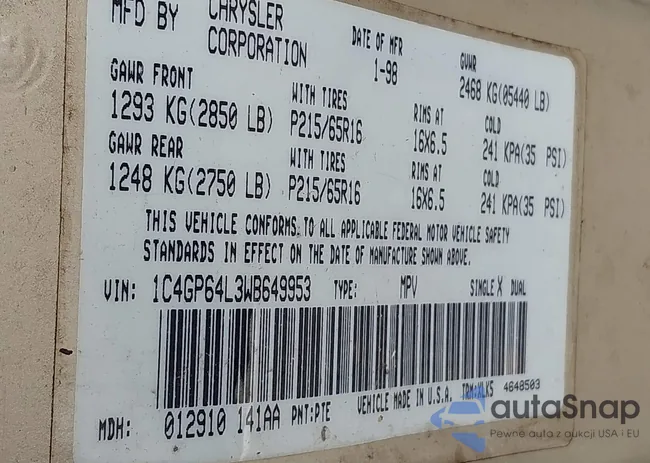 MFD BY CHRYSLER CORPORATION DATE OF MFR 1-98 GVWR 2468 KG(05440 LB)
GAWR FRONT WITH TIRES RIMS AT COLD
1293 KG(2850 LB) P215/65R16 16X6.5 241 KPA(35 PSI)
GAWR REAR WITH TIRES RIMS AT COLD
1248 KG(2750 LB) P215/65R16 16X6.5 241 KPA(35 PSI)
THIS VEHICLE CONFORMS TO ALL APPLICABLE FEDERAL MOTOR VEHICLE SAFETY
STANDARDS IN EFFECT ON THE DATE OF MANUFACTURE SHOWN ABOVE.
VIN: 1C4GP64L3WB649953 TYPE: MPV SINGLE X DUAL
MDH: 012910 141AA PNT:PTE VEHICLE MADE IN U.S.A. TRM:XLK5 4648503
autaSnap
Pewne auta z aukcji USA i EU